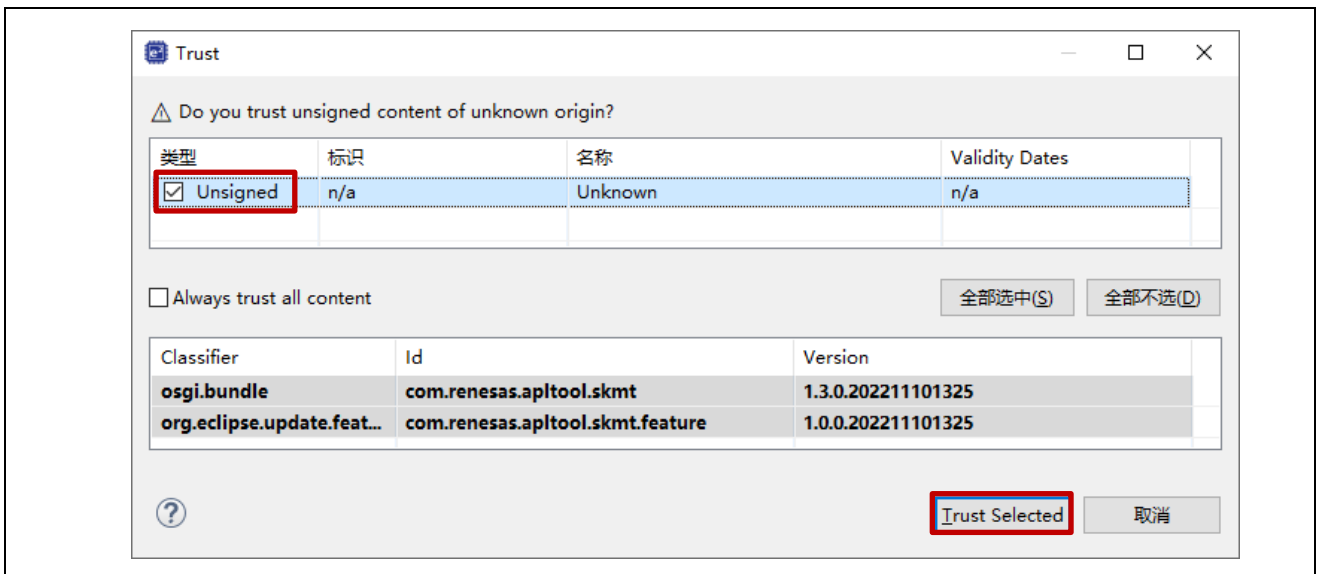 Trust
Do you trust unsigned content of unknown origin?
类型 标识 名称 Validity Dates
Unsigned n/a Unknown n/a
Always trust all content 全部选中(S) 全部不选(D)
Classifier Id Version
osgi.bundle com.renesas.apltool.skmt 1.3.0.202211101325
org.eclipse.update.feat... com.renesas.apltool.skmt.feature 1.0.0.202211101325
? Trust Selected 取消